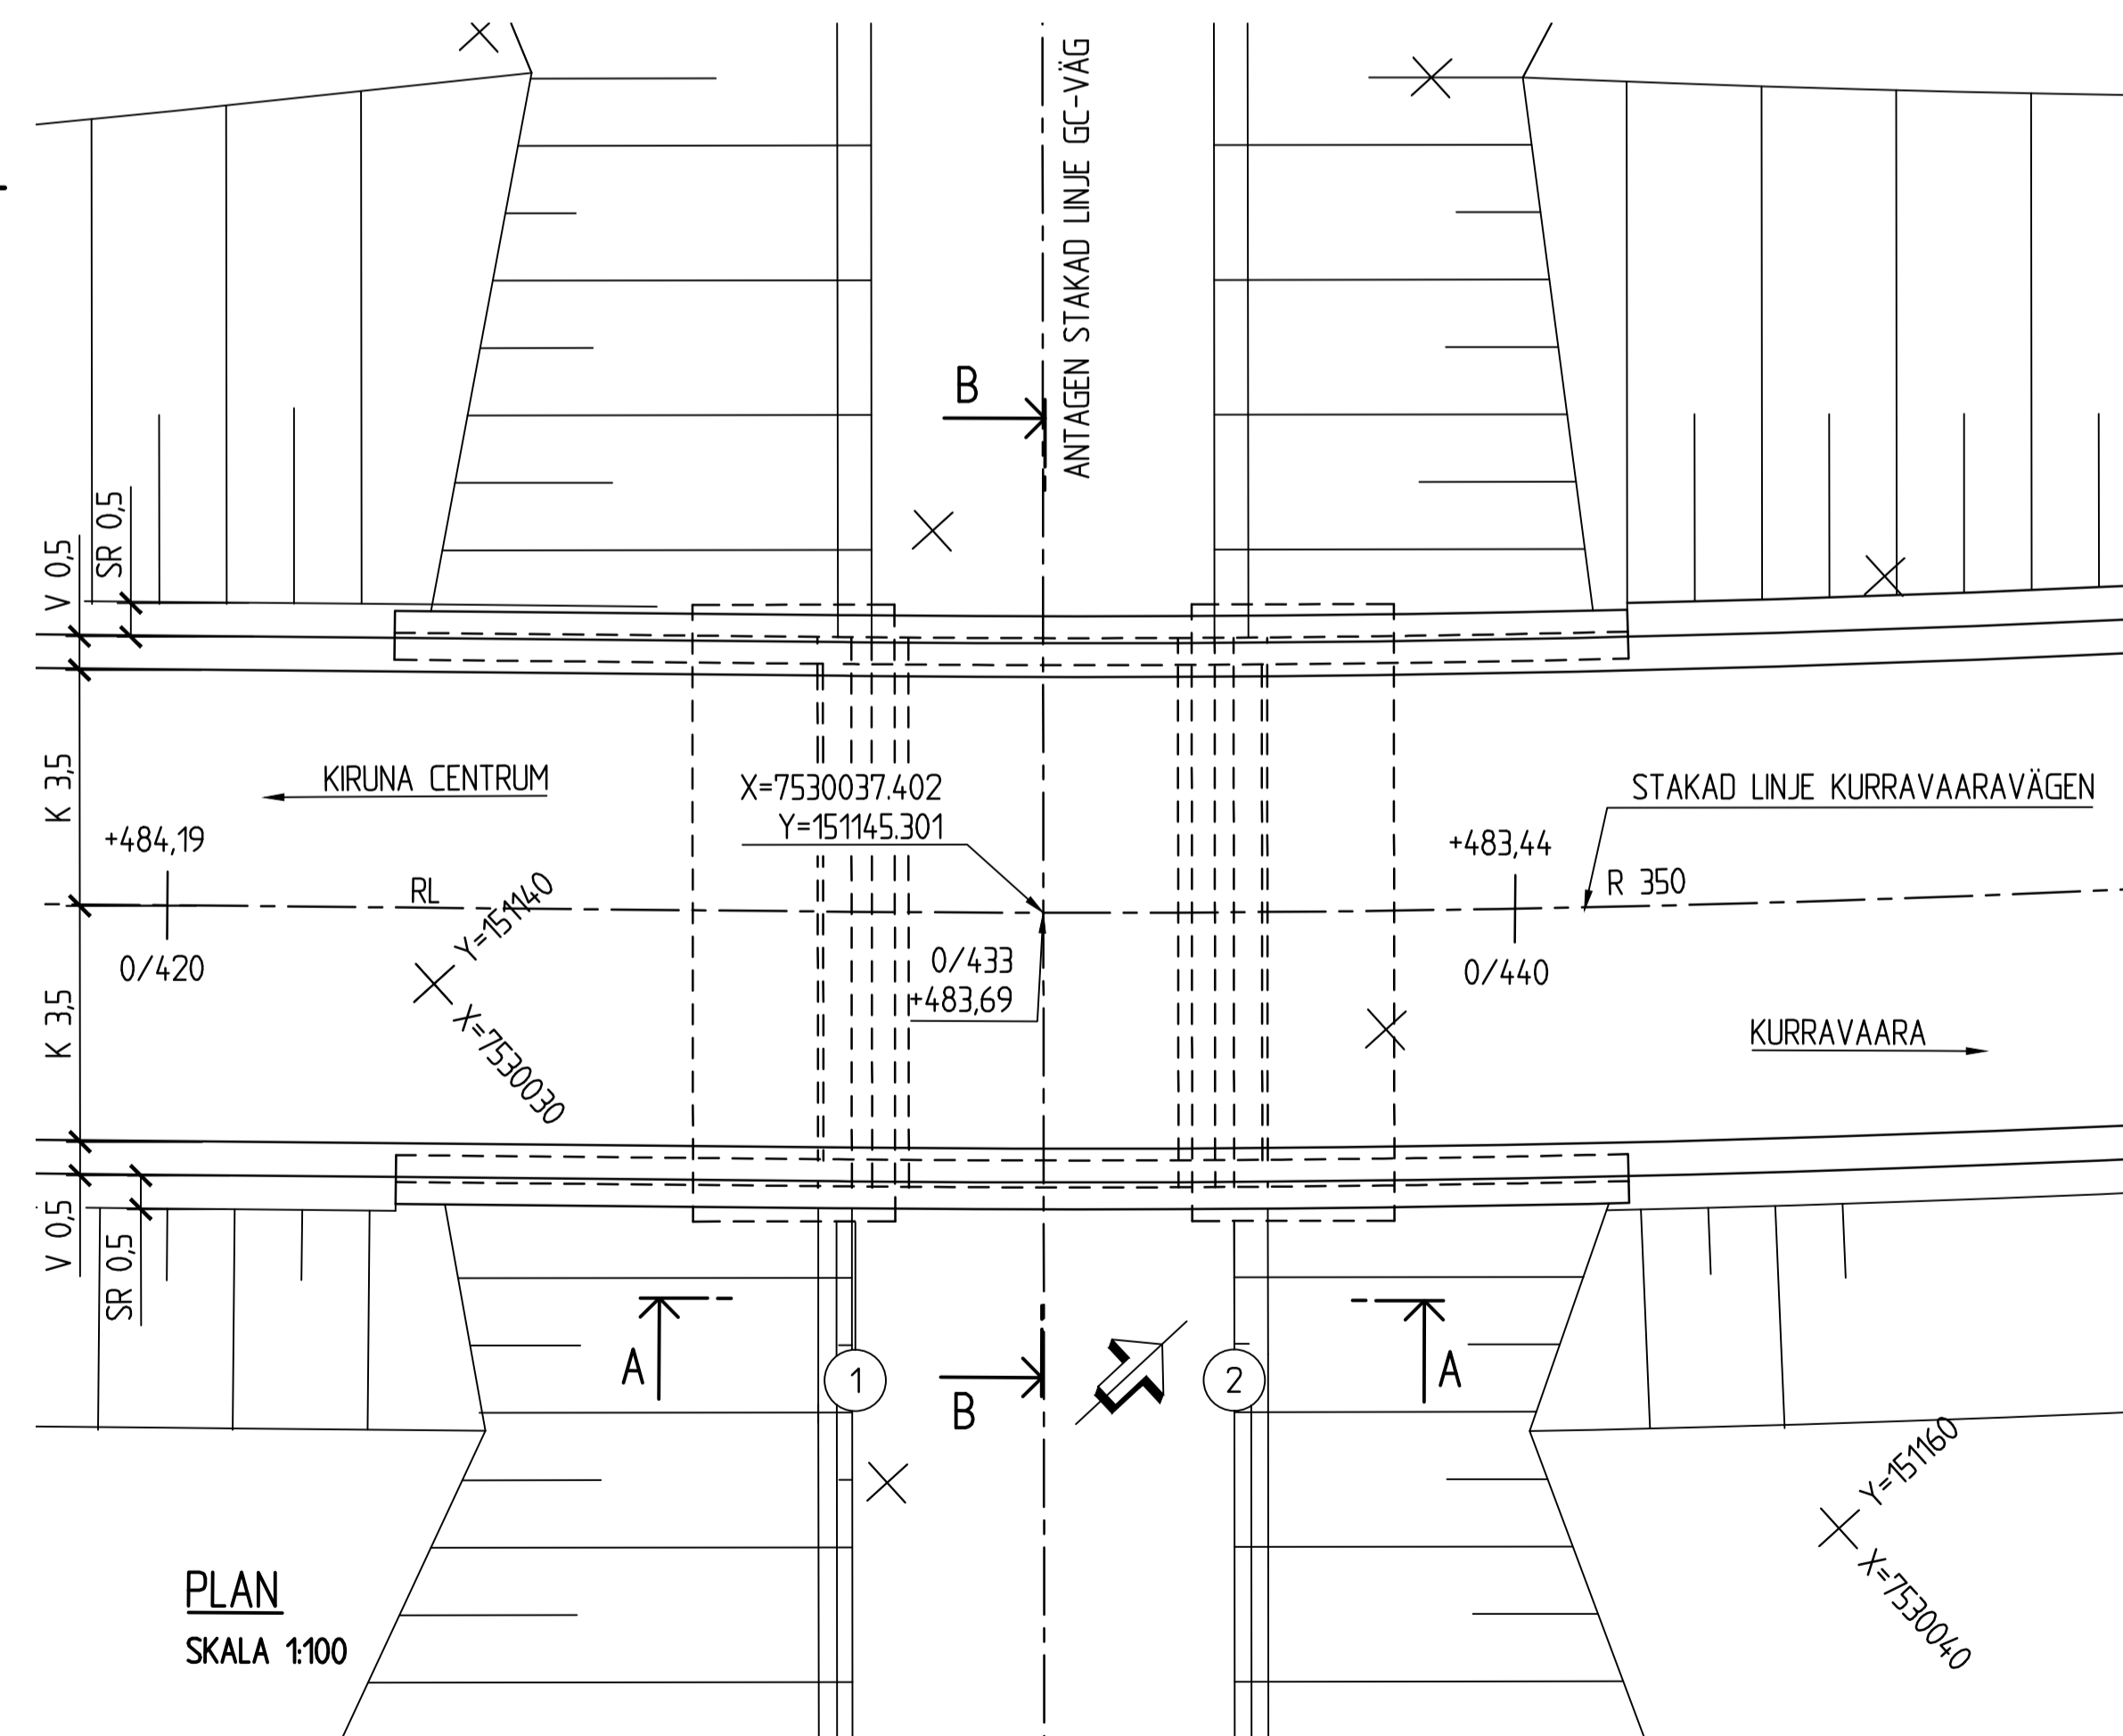 ANTAGEN STAKAD LINJE GC-VÄG
B
V 0,5
SR 0,5
K 3,5
KIRUNA CENTRUM
X=7530037.402
Y=151145.301
STAKAD LINJE KURRAVAARAVÄGEN
+484,19
+483,44
RL
R 350
Y=151140
0/420
0/433
+483,69
0/440
K 3,5
X=7530030
KURRAVAARA
V 0,5
SR 0,5
A
1
B
2
A
Y=151160
X=7530040
PLAN
SKALA 1:100